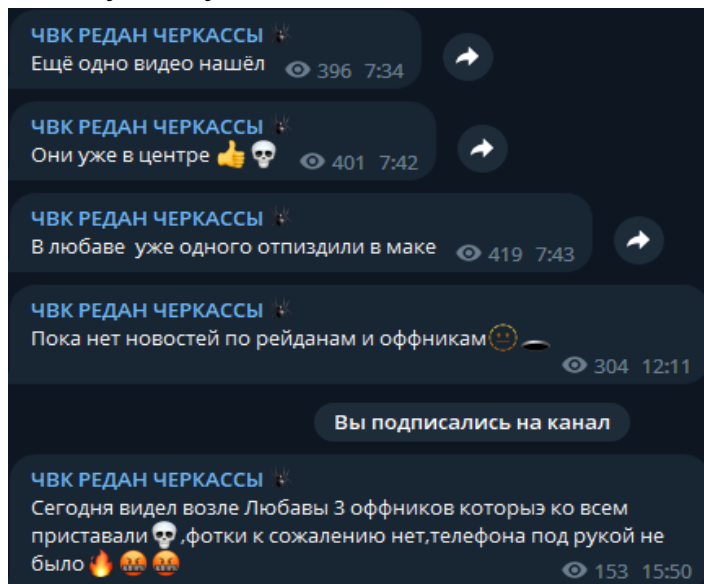 ЧВК РЕДАН ЧЕРКАССЫ
Ещё одно видео нашёл 396 7:34
ЧВК РЕДАН ЧЕРКАССЫ
Они уже в центре 👍💀 401 7:42
ЧВК РЕДАН ЧЕРКАССЫ
В любаве уже одного отпиздили в маке 419 7:43
ЧВК РЕДАН ЧЕРКАССЫ
Пока нет новостей по рейданам и оффникам🫥🕳️
304 12:11
Вы подписались на канал
ЧВК РЕДАН ЧЕРКАССЫ
Сегодня видел возле Любавы 3 оффников которыэ ко всем
приставали💀,фотки к сожалению нет,телефона под рукой не
было🔥🤬🤬 153 15:50